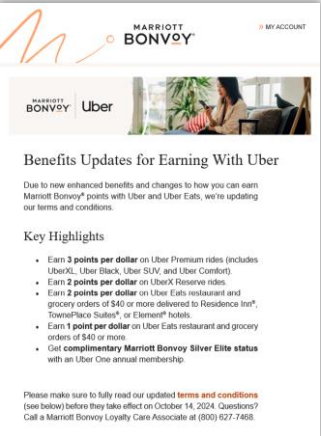 MARRIOTT
BONVOY®
» MY ACCOUNT
MARRIOTT
BONVOY® | Uber
Benefits Updates for Earning With Uber
Due to new enhanced benefits and changes to how you can earn
Marriott Bonvoy® points with Uber and Uber Eats, we're updating
our terms and conditions.
Key Highlights
• Earn 3 points per dollar on Uber Premium rides (includes
UberXL, Uber Black, Uber SUV, and Uber Comfort).
• Earn 2 points per dollar on UberX Reserve rides.
• Earn 2 points per dollar on Uber Eats restaurant and
grocery orders of $40 or more delivered to Residence Inn®,
TownePlace Suites®, or Element® hotels.
• Earn 1 point per dollar on Uber Eats restaurant and grocery
orders of $40 or more.
• Get complimentary Marriott Bonvoy Silver Elite status
with an Uber One annual membership.
Please make sure to fully read our updated terms and conditions
(see below) before they take effect on October 14, 2024. Questions?
Call a Marriott Bonvoy Loyalty Care Associate at (800) 627-7468.